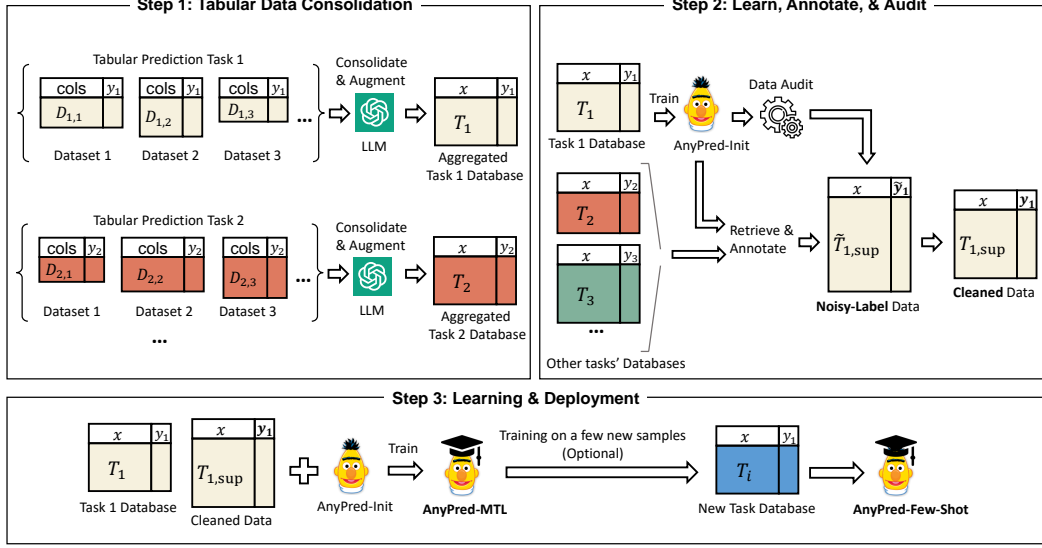 Step 1: Tabular Data Consolidation
Tabular Prediction Task 1
cols y₁
D₁,₁
Dataset 1
cols y₁
D₁,₂
Dataset 2
cols y₁
D₁,₃
Dataset 3
...
Consolidate
& Augment
LLM
x y₁
T₁
Aggregated
Task 1 Database
Tabular Prediction Task 2
cols y₂
D₂,₁
Dataset 1
cols y₂
D₂,₂
Dataset 2
cols y₂
D₂,₃
Dataset 3
...
...
Consolidate
& Augment
LLM
x y₂
T₂
Aggregated
Task 2 Database
Step 2: Learn, Annotate, & Audit
x y₁
T₁
Task 1 Database
Train
AnyPred-Init
Data Audit
x y₂
T₂
x y₃
T₃
...
Other tasks' Databases
Retrieve &
Annotate
x ỹ₁
T̃₁,sup
Noisy-Label Data
x y₁
T₁,sup
Cleaned Data
Step 3: Learning & Deployment
x y₁
T₁
Task 1 Database
x y₁
T₁,sup
Cleaned Data
AnyPred-Init
Train
AnyPred-MTL
Training on a few new samples
(Optional)
x y₁
Tᵢ
New Task Database
AnyPred-Few-Shot